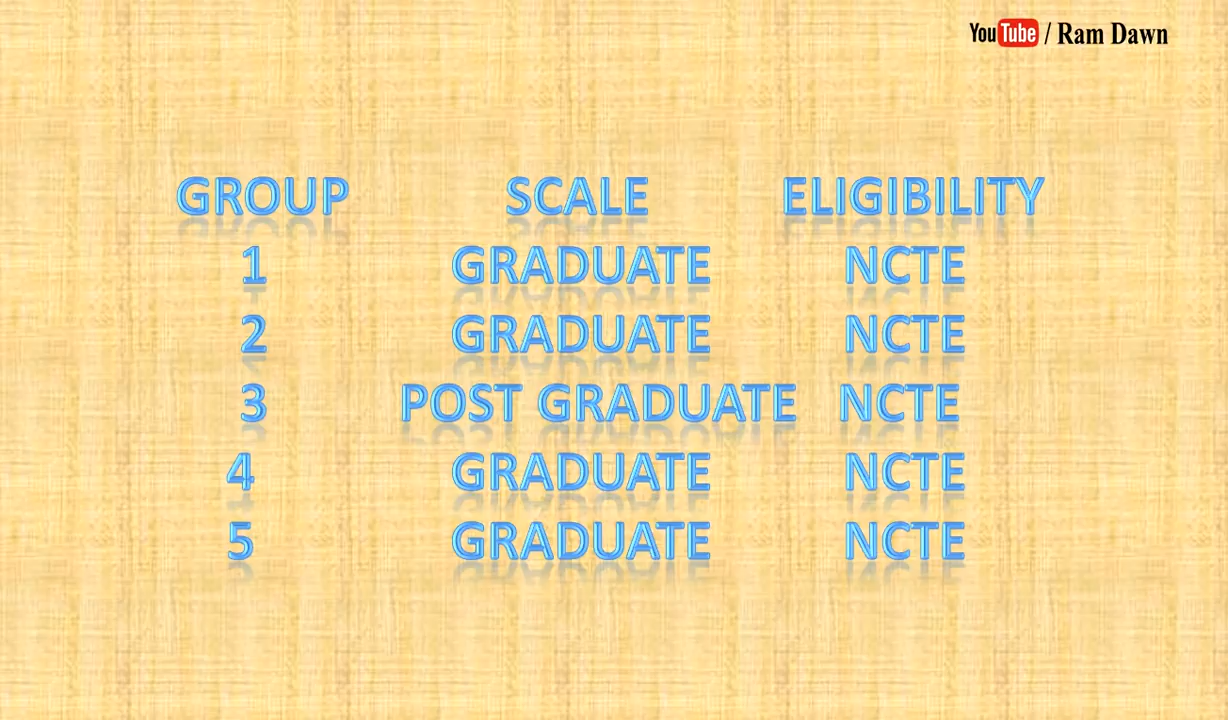 YouTube / Ram Dawn
GROUP SCALE ELIGIBILITY
1 GRADUATE NCTE
2 GRADUATE NCTE
3 POST GRADUATE NCTE
4 GRADUATE NCTE
5 GRADUATE NCTE